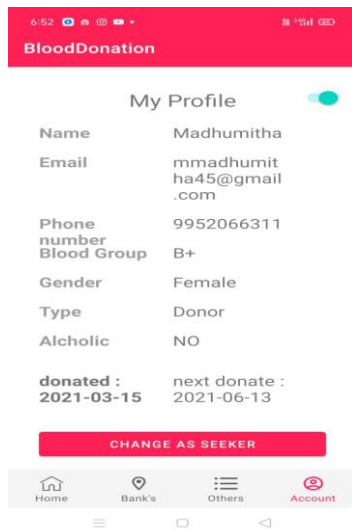 6:52
BloodDonation
My Profile
Name Madhumitha
Email mmadhumit
ha45@gmail
.com
Phone 9952066311
number
Blood Group B+
Gender Female
Type Donor
Alcholic NO
donated : next donate :
2021-03-15 2021-06-13
CHANGE AS SEEKER
Home Bank's Others Account